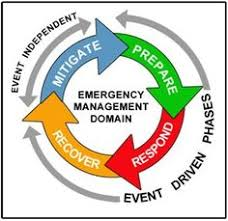 EVENT INDEPENDENT
MITIGATE
PREPARE
EMERGENCY
MANAGEMENT
DOMAIN
RECOVER
RESPOND
EVENT DRIVEN PHASES